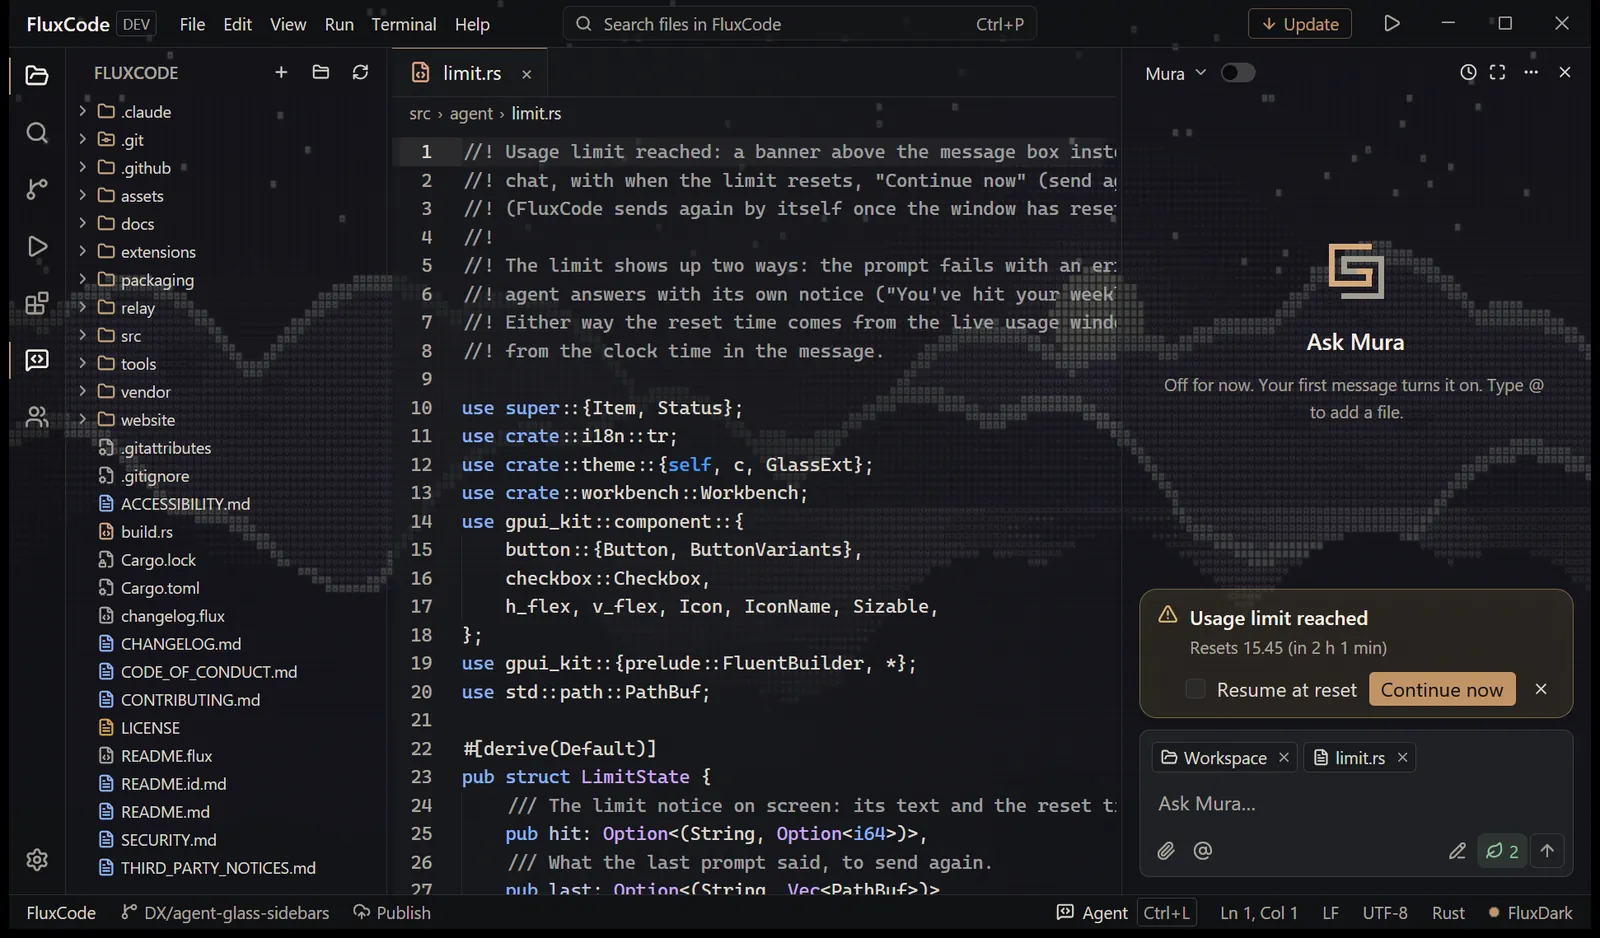 FluxCode DEV File Edit View Run Terminal Help Search files in FluxCode Ctrl+P Update
FLUXCODE
.claude
.git
.github
assets
docs
extensions
packaging
relay
src
tools
vendor
website
.gitattributes
.gitignore
ACCESSIBILITY.md
build.rs
Cargo.lock
Cargo.toml
changelog.flux
CHANGELOG.md
CODE_OF_CONDUCT.md
CONTRIBUTING.md
LICENSE
README.flux
README.id.md
README.md
SECURITY.md
THIRD_PARTY_NOTICES.md
limit.rs
src › agent › limit.rs
1 //! Usage limit reached: a banner above the message box inst
2 //! chat, with when the limit resets, "Continue now" (send a
3 //! (FluxCode sends again by itself once the window has rese
4 //!
5 //! The limit shows up two ways: the prompt fails with an er
6 //! agent answers with its own notice ("You've hit your week
7 //! Either way the reset time comes from the live usage wind
8 //! from the clock time in the message.
9
10 use super::{Item, Status};
11 use crate::i18n::tr;
12 use crate::theme::{self, c, GlassExt};
13 use crate::workbench::Workbench;
14 use gpui_kit::component::{
15 button::{Button, ButtonVariants},
16 checkbox::Checkbox,
17 h_flex, v_flex, Icon, IconName, Sizable,
18 };
19 use gpui_kit::{prelude::FluentBuilder, *};
20 use std::path::PathBuf;
21
22 #[derive(Default)]
23 pub struct LimitState {
24 /// The limit notice on screen: its text and the reset t
25 pub hit: Option<(String, Option<i64>)>,
26 /// What the last prompt said, to send again.
27 pub last: Option<(String, Vec<PathBuf>)>
Mura
Ask Mura
Off for now. Your first message turns it on. Type @
to add a file.
Usage limit reached
Resets 15.45 (in 2 h 1 min)
Resume at reset Continue now
Workspace limit.rs
Ask Mura...
2
FluxCode DX/agent-glass-sidebars Publish Agent Ctrl+L Ln 1, Col 1 LF UTF-8 Rust FluxDark